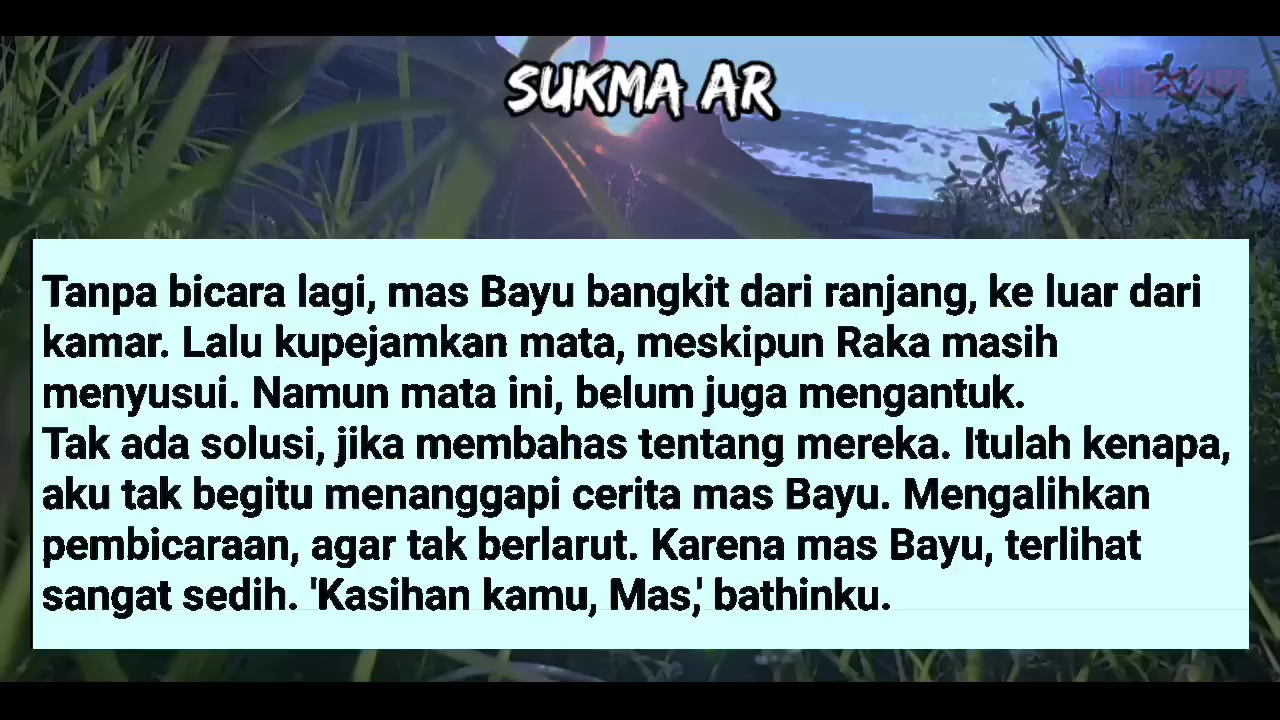 SUKMA AR
SUBSCRIBE
Tanpa bicara lagi, mas Bayu bangkit dari ranjang, ke luar dari
kamar. Lalu kupejamkan mata, meskipun Raka masih
menyusui. Namun mata ini, belum juga mengantuk.
Tak ada solusi, jika membahas tentang mereka. Itulah kenapa,
aku tak begitu menanggapi cerita mas Bayu. Mengalihkan
pembicaraan, agar tak berlarut. Karena mas Bayu, terlihat
sangat sedih. 'Kasihan kamu, Mas,' bathinku.